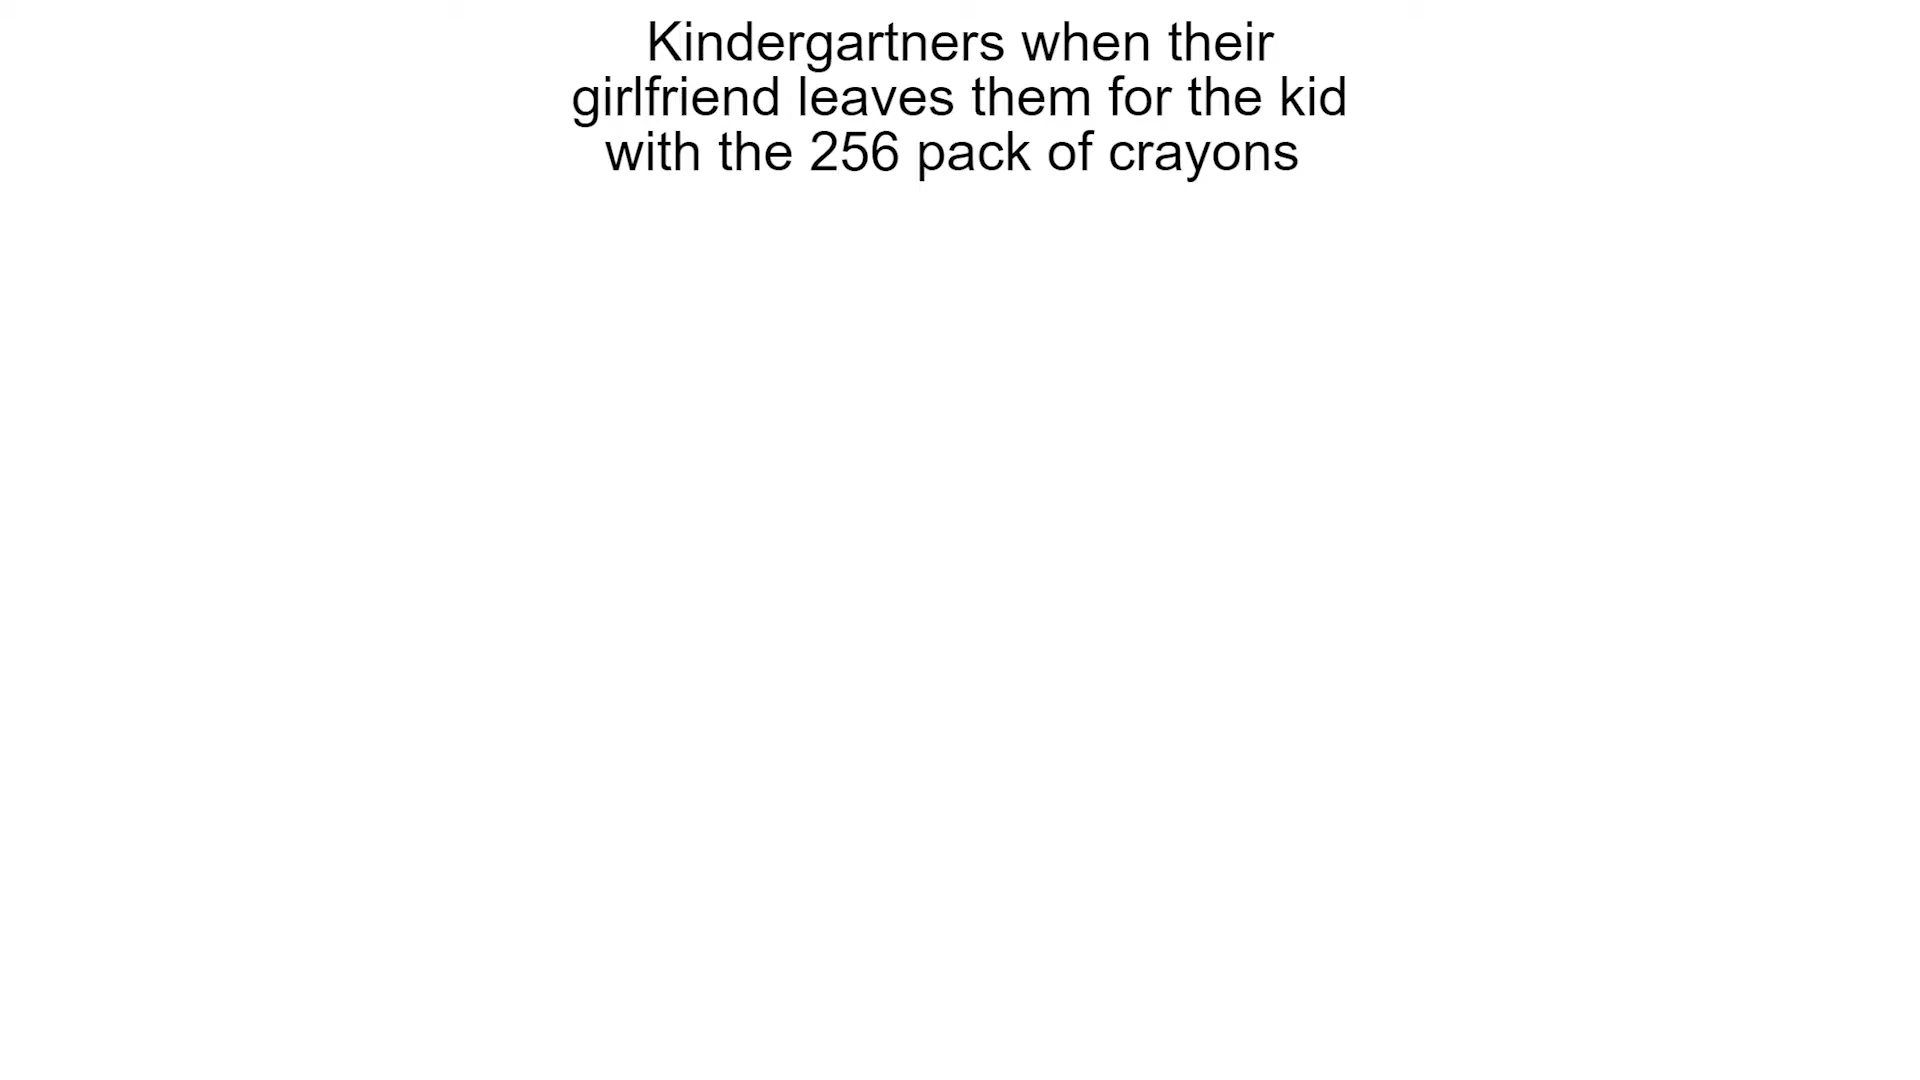 Kindergartners when their
girlfriend leaves them for the kid
with the 256 pack of crayons